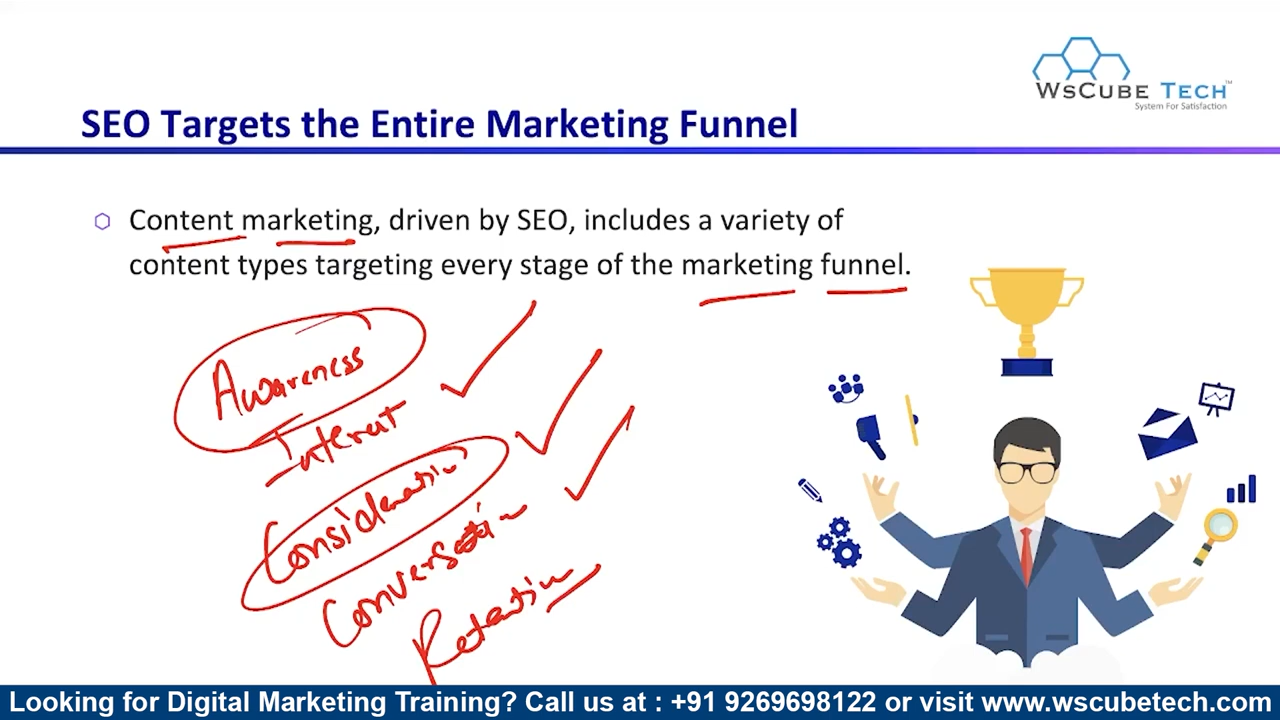 WsCube Tech™
System For Satisfaction
SEO Targets the Entire Marketing Funnel
Content marketing, driven by SEO, includes a variety of
content types targeting every stage of the marketing funnel.
Awareness
Interest
Consideration
Conversation
Retention
Looking for Digital Marketing Training? Call us at : +91 9269698122 or visit www.wscubetech.com